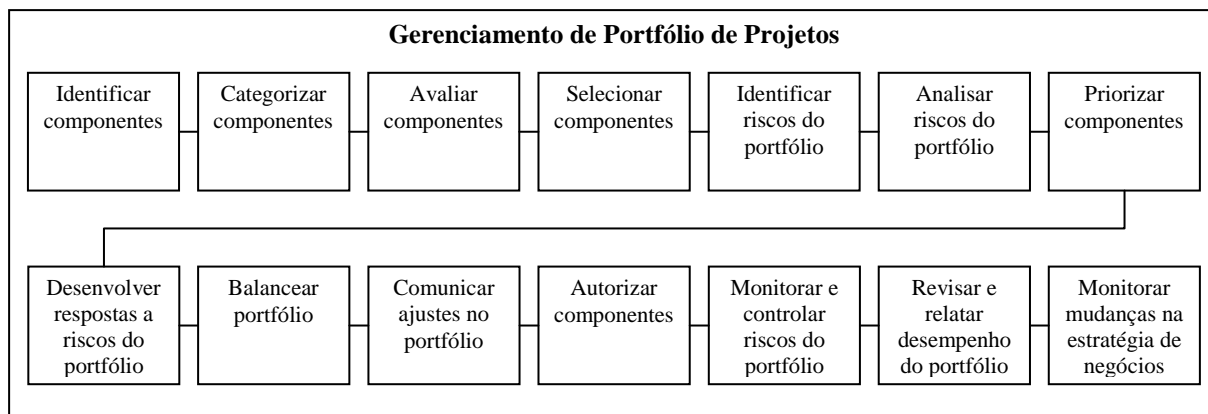 Gerenciamento de Portfólio de Projetos
Identificar
componentes
Categorizar
componentes
Avaliar
componentes
Selecionar
componentes
Identificar
riscos do
portfólio
Analisar
riscos do
portfólio
Priorizar
componentes
Desenvolver
respostas a
riscos do
portfólio
Balancear
portfólio
Comunicar
ajustes no
portfólio
Autorizar
componentes
Monitorar e
controlar
riscos do
portfólio
Revisar e
relatar
desempenho
do portfólio
Monitorar
mudanças na
estratégia de
negócios